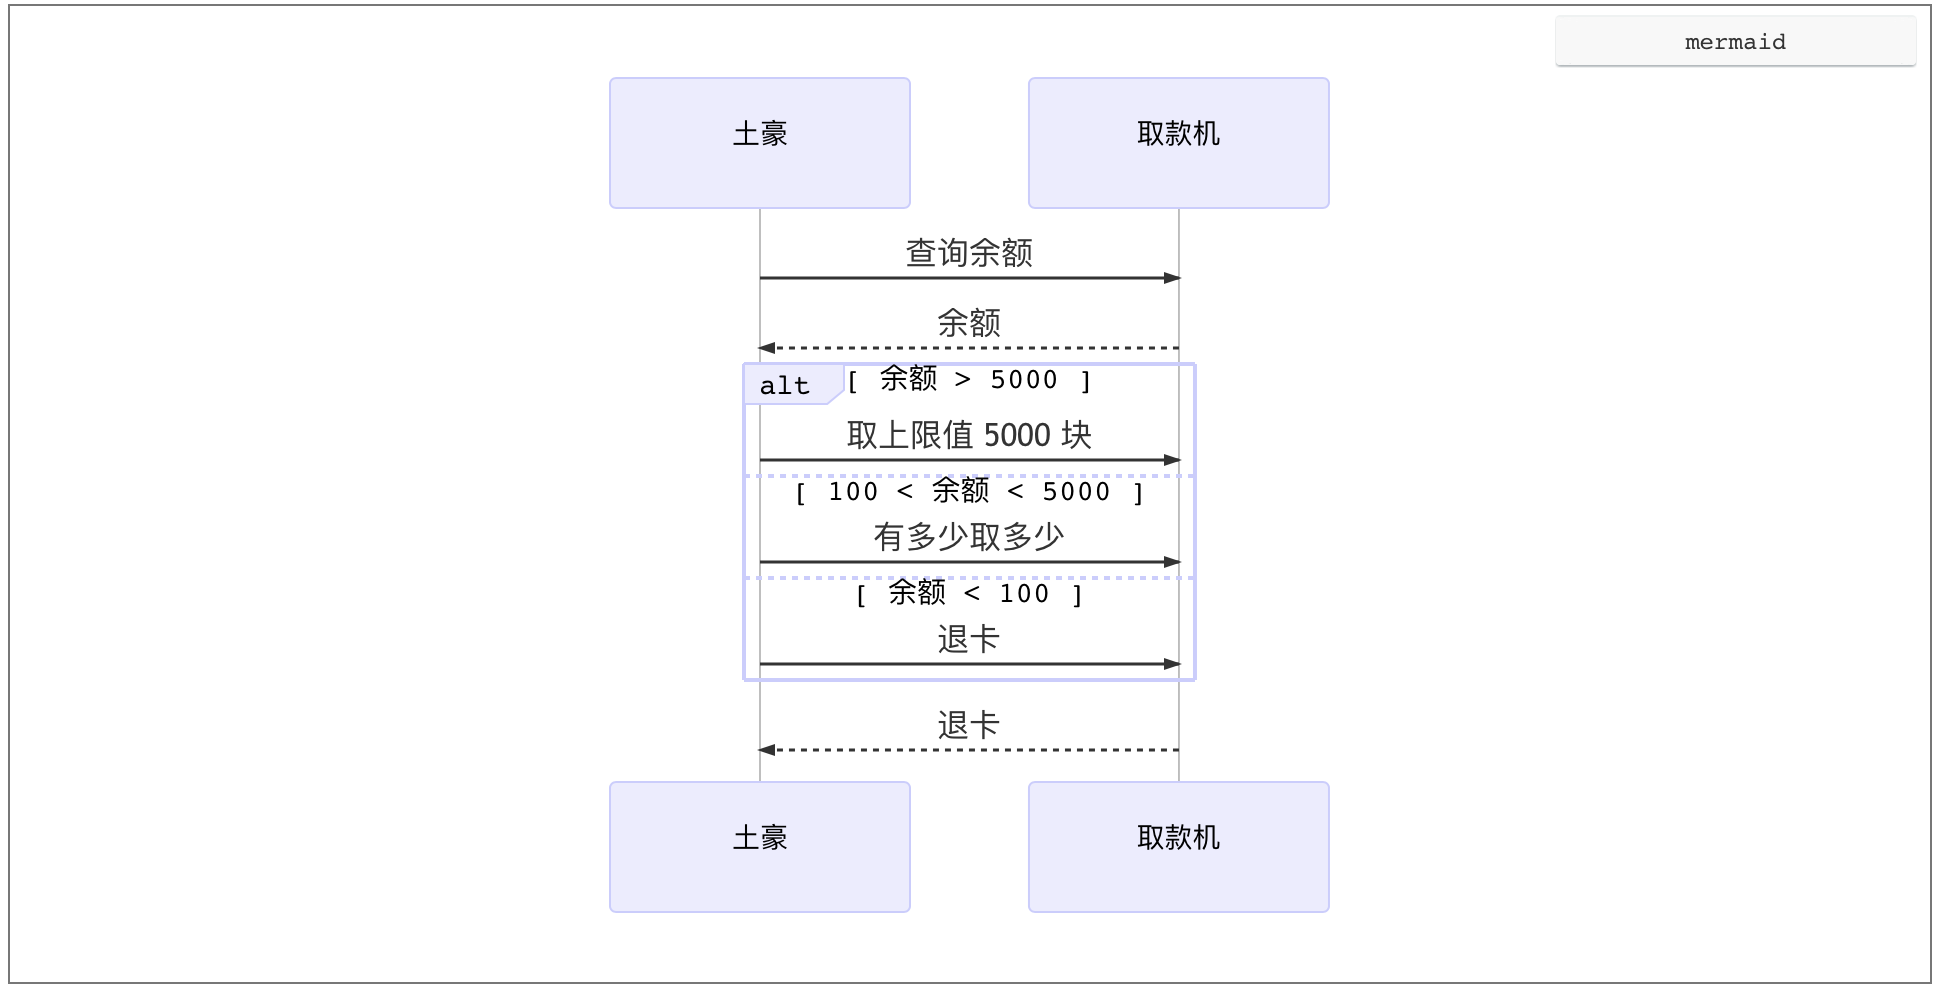 mermaid
土豪
取款机
查询余额
余额
alt [ 余额 > 5000 ]
取上限值 5000 块
[ 100 < 余额 < 5000 ]
有多少取多少
[ 余额 < 100 ]
退卡
退卡
土豪
取款机